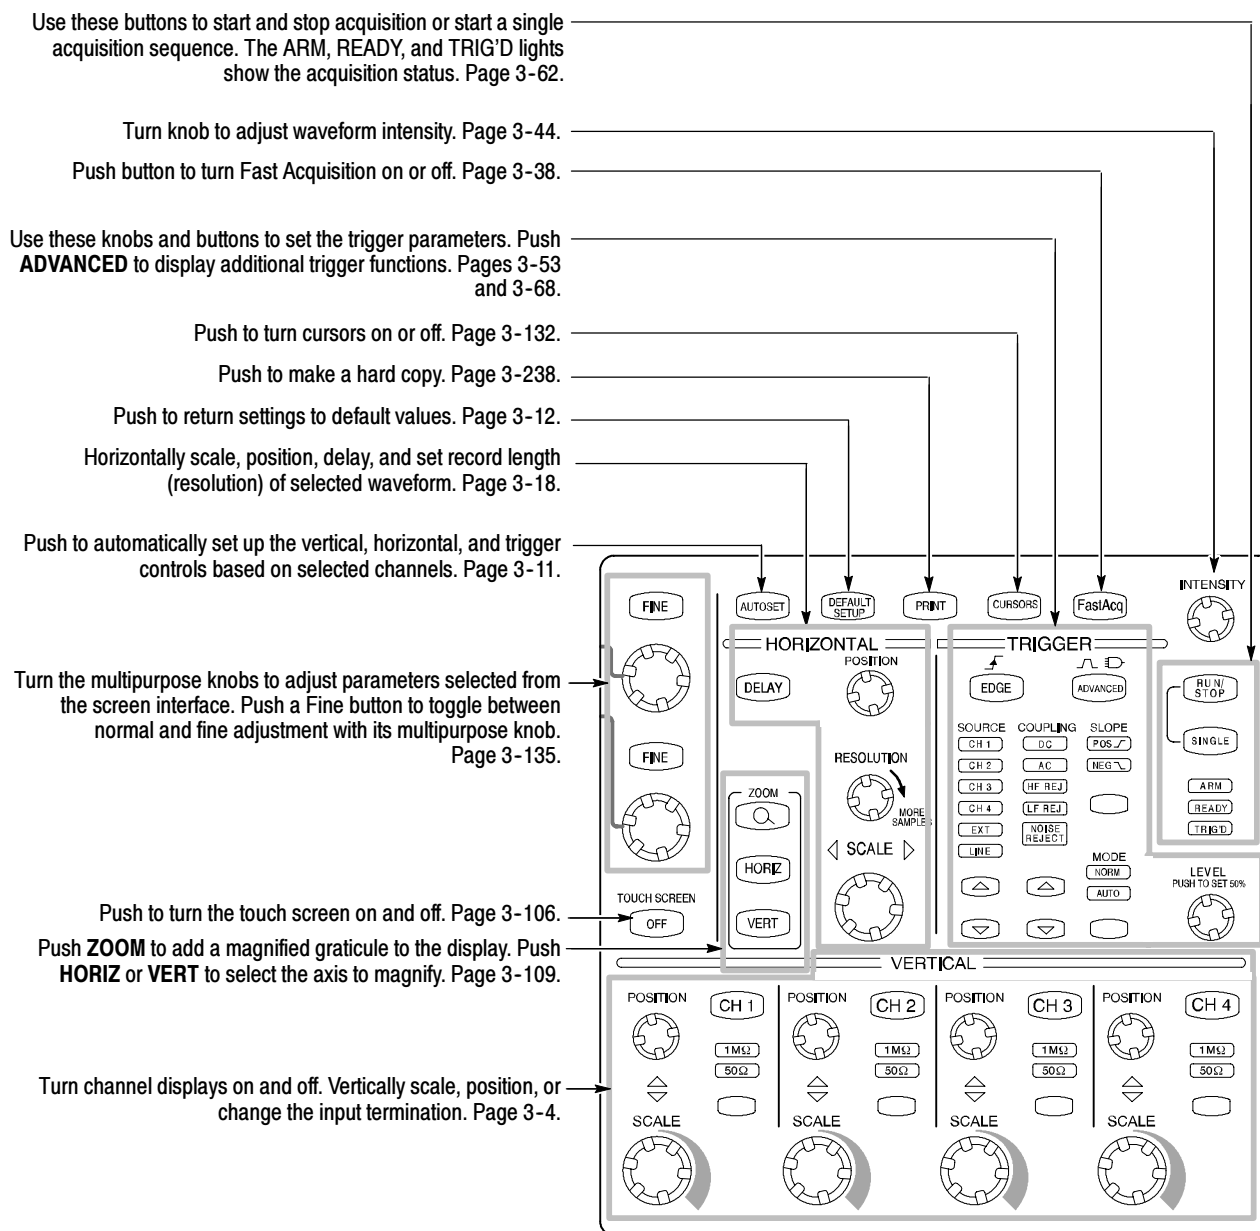 Use these buttons to start and stop acquisition or start a single
acquisition sequence. The ARM, READY, and TRIG'D lights
show the acquisition status. Page 3-62.
Turn knob to adjust waveform intensity. Page 3-44.
Push button to turn Fast Acquisition on or off. Page 3-38.
Use these knobs and buttons to set the trigger parameters. Push
ADVANCED to display additional trigger functions. Pages 3-53
and 3-68.
Push to turn cursors on or off. Page 3-132.
Push to make a hard copy. Page 3-238.
Push to return settings to default values. Page 3-12.
Horizontally scale, position, delay, and set record length
(resolution) of selected waveform. Page 3-18.
Push to automatically set up the vertical, horizontal, and trigger
controls based on selected channels. Page 3-11.
Turn the multipurpose knobs to adjust parameters selected from
the screen interface. Push a Fine button to toggle between
normal and fine adjustment with its multipurpose knob.
Page 3-135.
Push to turn the touch screen on and off. Page 3-106.
Push ZOOM to add a magnified graticule to the display. Push
HORIZ or VERT to select the axis to magnify. Page 3-109.
Turn channel displays on and off. Vertically scale, position, or
change the input termination. Page 3-4.
FINE
FINE
TOUCH SCREEN
OFF
AUTOSET
DEFAULT
SETUP
PRINT
CURSORS
FastAcq
INTENSITY
HORIZONTAL
POSITION
DELAY
RESOLUTION
MORE
SAMPLES
SCALE
ZOOM
HORIZ
VERT
TRIGGER
EDGE
ADVANCED
SOURCE
CH 1
CH 2
CH 3
CH 4
EXT
LINE
COUPLING
DC
AC
HF REJ
LF REJ
NOISE
REJECT
SLOPE
POS
NEG
MODE
NORM
AUTO
RUN/
STOP
SINGLE
ARM
READY
TRIG'D
LEVEL
PUSH TO SET 50%
VERTICAL
POSITION
CH 1
1MΩ
50Ω
SCALE
POSITION
CH 2
1MΩ
50Ω
SCALE
POSITION
CH 3
1MΩ
50Ω
SCALE
POSITION
CH 4
1MΩ
50Ω
SCALE